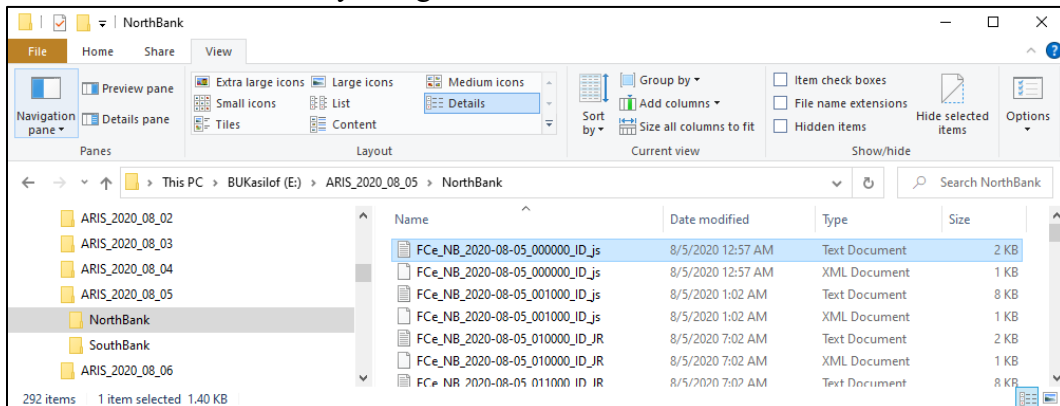 NorthBank
File Home Share View
Navigation pane
Preview pane
Details pane
Panes
Extra large icons Large icons Medium icons
Small icons List Details
Tiles Content
Layout
Sort by
Group by
Add columns
Size all columns to fit
Current view
Item check boxes
File name extensions
Hidden items
Hide selected items
Show/hide
Options
This PC > BUKasilof (E:) > ARIS_2020_08_05 > NorthBank
Search NorthBank
ARIS_2020_08_02
ARIS_2020_08_03
ARIS_2020_08_04
ARIS_2020_08_05
NorthBank
SouthBank
ARIS_2020_08_06
Name Date modified Type Size
FCe_NB_2020-08-05_000000_ID_js 8/5/2020 12:57 AM Text Document 2 KB
FCe_NB_2020-08-05_000000_ID_js 8/5/2020 12:57 AM XML Document 1 KB
FCe_NB_2020-08-05_001000_ID_js 8/5/2020 1:02 AM Text Document 8 KB
FCe_NB_2020-08-05_001000_ID_js 8/5/2020 1:02 AM XML Document 1 KB
FCe_NB_2020-08-05_010000_ID_JR 8/5/2020 7:02 AM Text Document 2 KB
FCe_NB_2020-08-05_010000_ID_JR 8/5/2020 7:02 AM XML Document 1 KB
FCe_NB_2020-08-05_011000_ID_JR 8/5/2020 7:02 AM Text Document 8 KB
292 items 1 item selected 1.40 KB